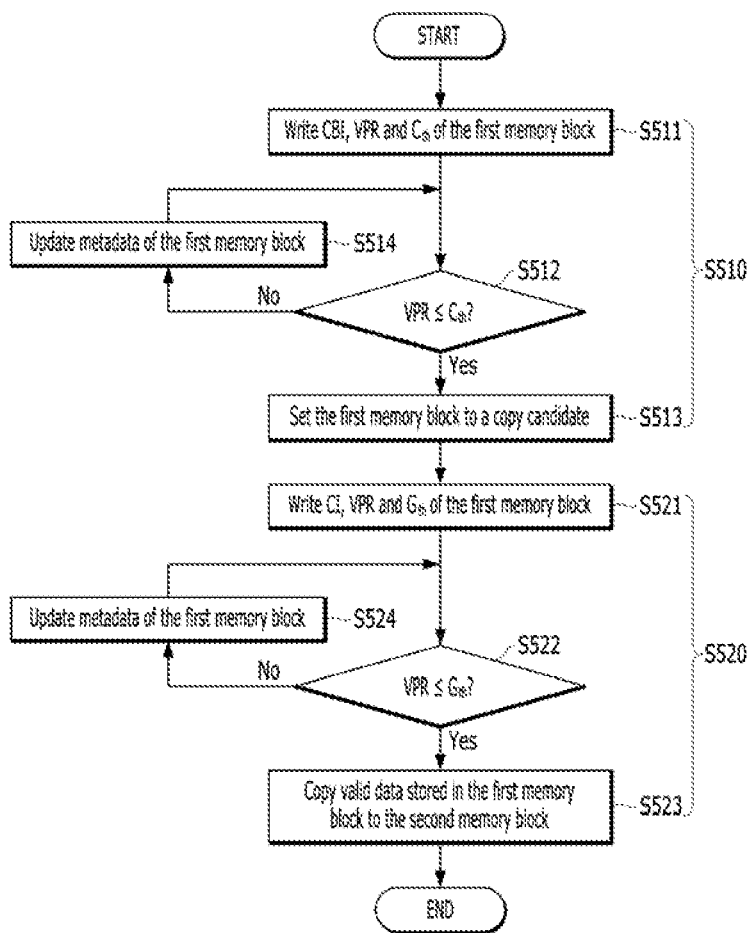 START
Write CBI, VPR and Cth of the first memory block
S511
Update metadata of the first memory block
S514
S512
S510
No
VPR ≤ Cth?
Yes
Set the first memory block to a copy candidate
S513
Write CI, VPR and Gth of the first memory block
S521
Update metadata of the first memory block
S524
S522
S520
No
VPR ≤ Gth?
Yes
Copy valid data stored in the first memory
block to the second memory block
S523
END